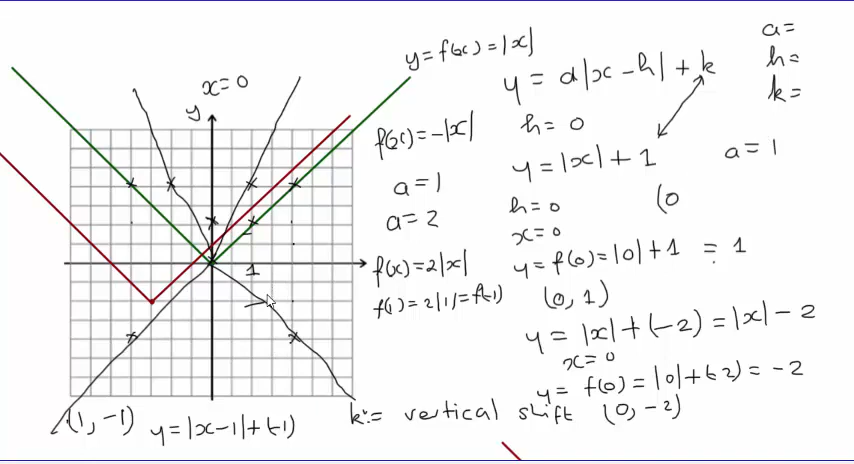 y = f(x) = |x|
a =
h =
k =
x = 0
y
y = a|x - h| + k
f(x) = -|x|
h = 0
y = |x| + 1
a = 1
a = 1
a = 2
h = 0
(0
x = 0
1
f(x) = 2|x|
y = f(0) = |0| + 1 = 1
f(1) = 2|1| = f(-1)
(0, 1)
y = |x| + (-2) = |x| - 2
x = 0
y = f(0) = |0| + (-2) = -2
(1, -1) y = |x-1| + (-1)
k := vertical shift (0, -2)